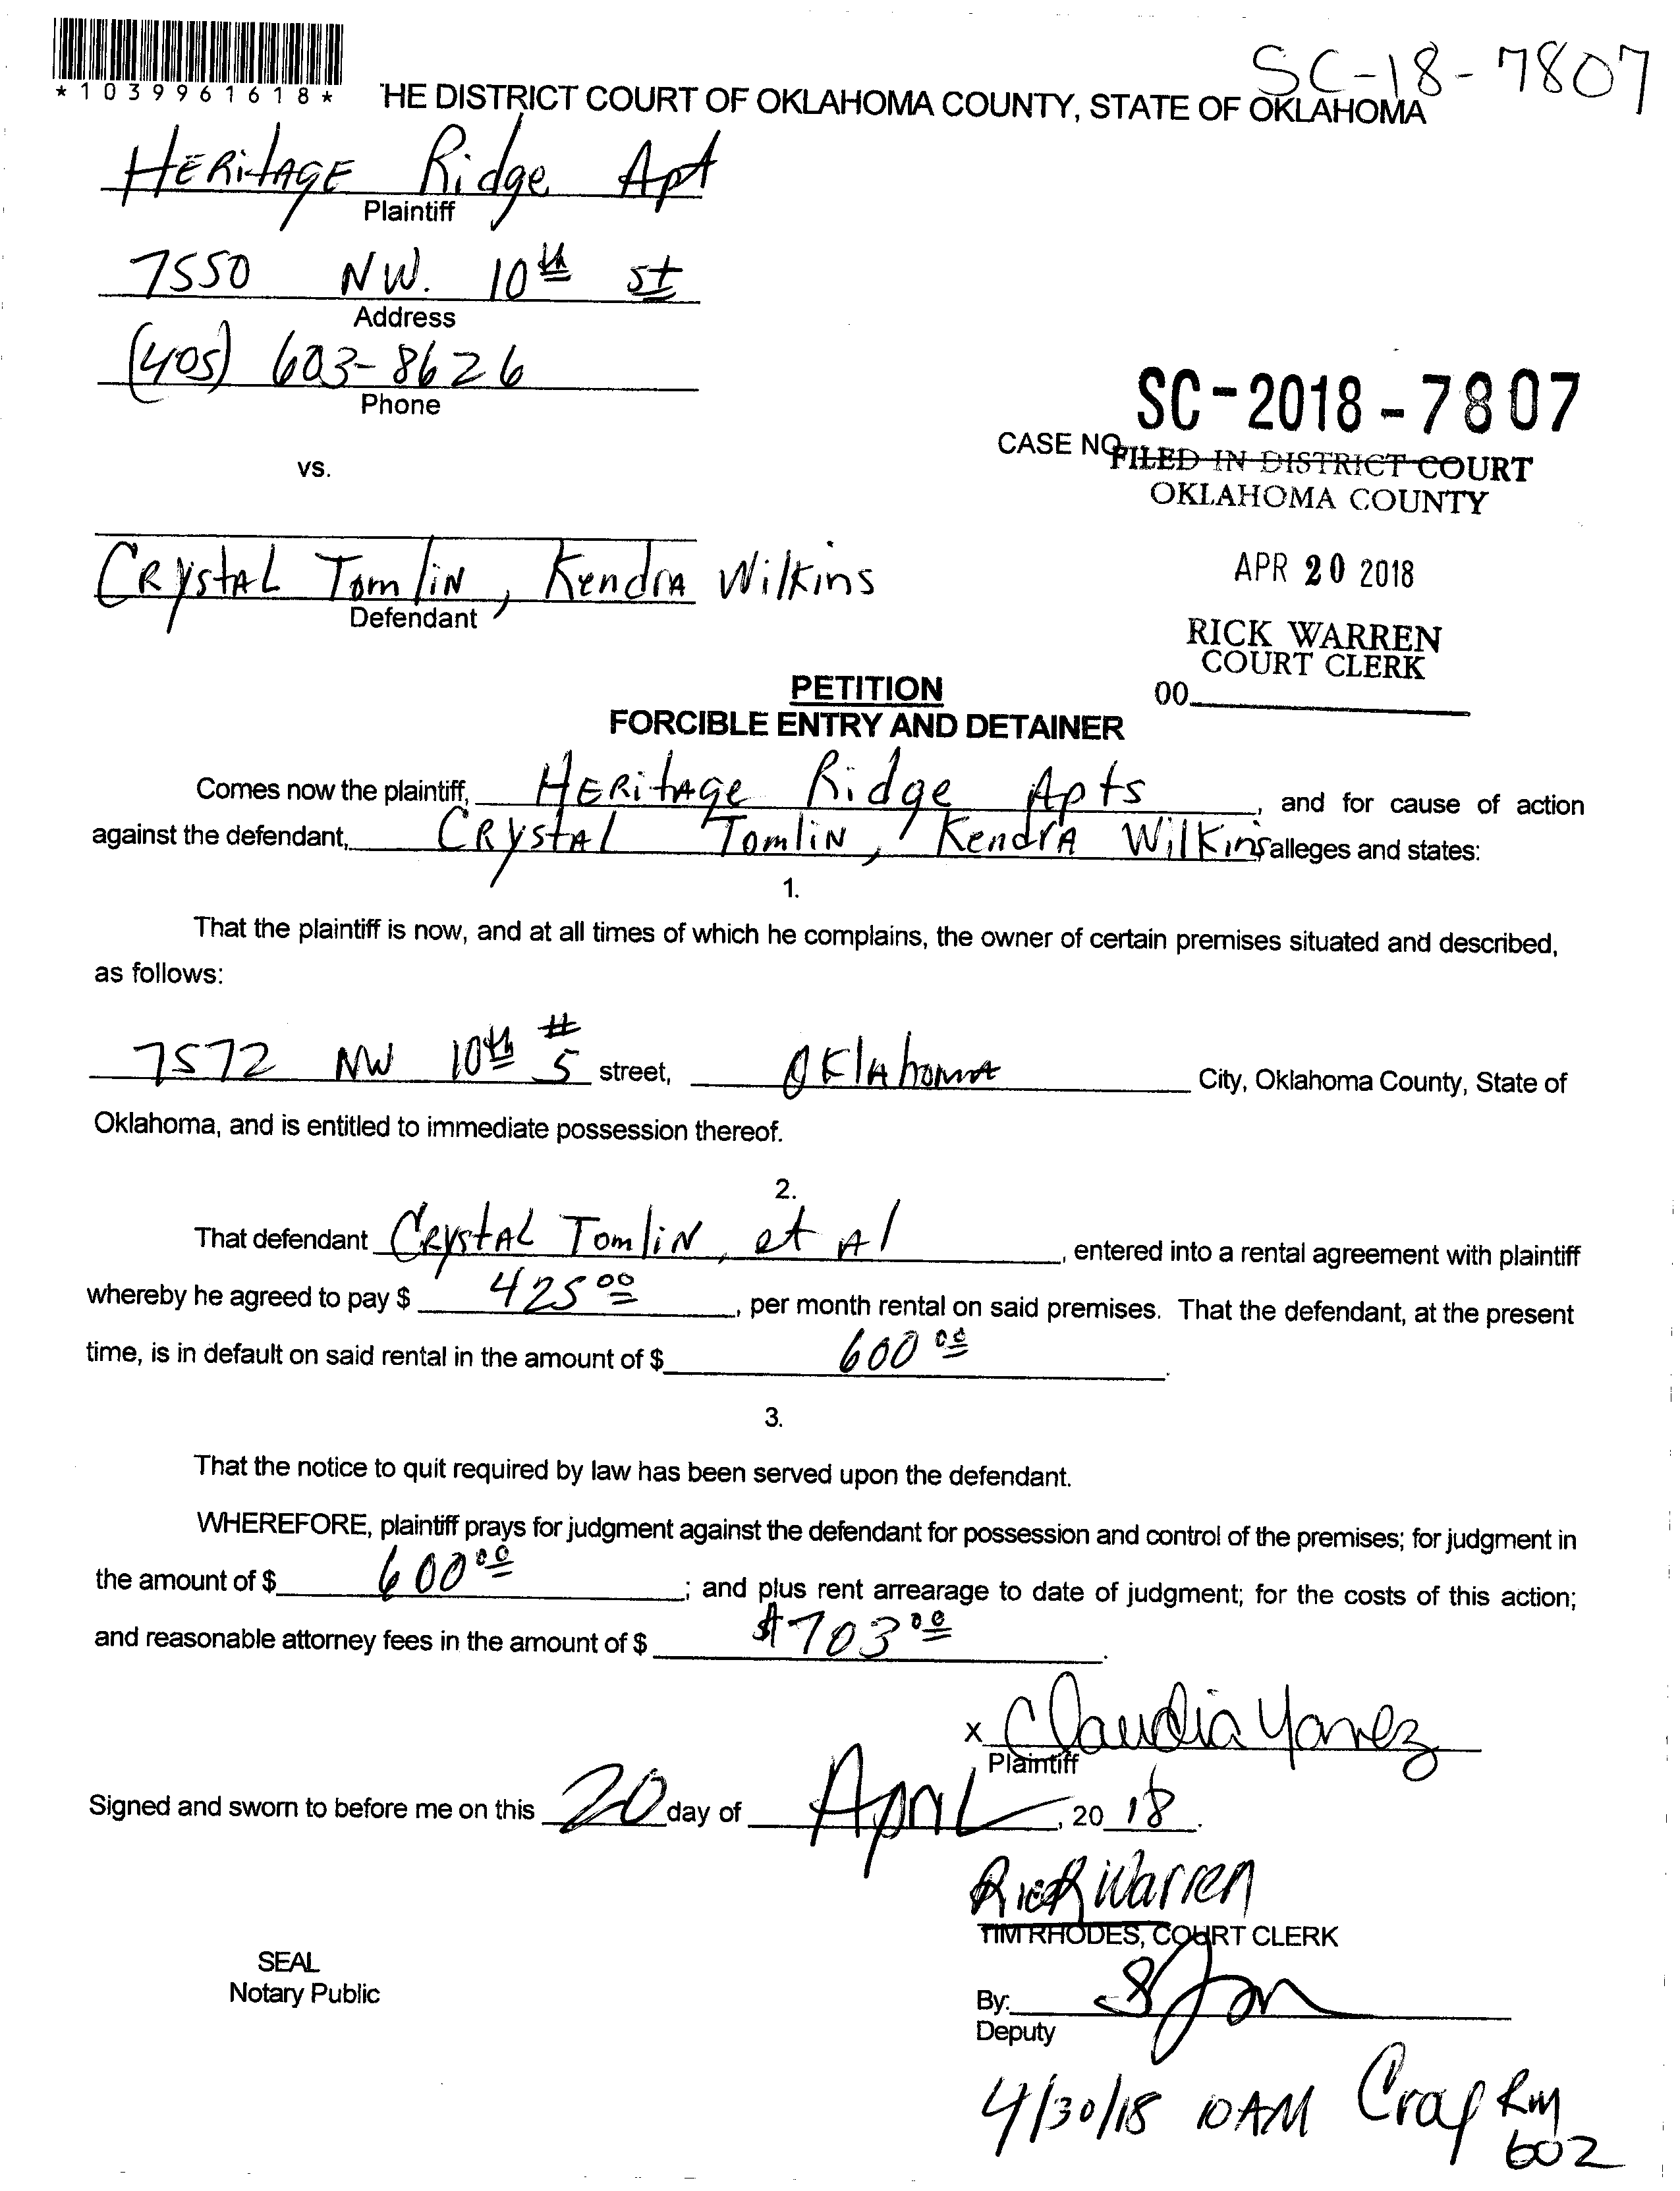 SC-18-7807
*1039961618*
'HE DISTRICT COURT OF OKLAHOMA COUNTY, STATE OF OKLAHOMA
HERitAGE Ridge Apt
Plaintiff
7550 NW. 10th st
Address
(405) 603-8626
Phone
SC-2018-7807
CASE NO.
FILED IN DISTRICT COURT
OKLAHOMA COUNTY
vs.
APR 20 2018
CRystAL TomliN, KendrA Wilkins
Defendant
RICK WARREN
COURT CLERK
00
PETITION
FORCIBLE ENTRY AND DETAINER
Comes now the plaintiff, HERitAge Ridge Apts, and for cause of action
against the defendant, CRystAl TomliN, KendrA WilKins alleges and states:
1.
That the plaintiff is now, and at all times of which he complains, the owner of certain premises situated and described,
as follows:
7572 NW 10th #5 street, OklAhomA City, Oklahoma County, State of
Oklahoma, and is entitled to immediate possession thereof.
2.
That defendant CRystAL TomliN, et Al, entered into a rental agreement with plaintiff
whereby he agreed to pay $ 425 00, per month rental on said premises. That the defendant, at the present
time, is in default on said rental in the amount of $ 600 00.
3.
That the notice to quit required by law has been served upon the defendant.
WHEREFORE, plaintiff prays for judgment against the defendant for possession and control of the premises; for judgment in
the amount of $ 600 00; and plus rent arrearage to date of judgment; for the costs of this action;
and reasonable attorney fees in the amount of $ $703 00.
x Claudia Yanez
Plaintiff
Signed and sworn to before me on this 20 day of April, 20 18.
Rick Warren
TIM RHODES, COURT CLERK
SEAL
Notary Public
By:
Deputy
4/30/18 10AM Rm
602